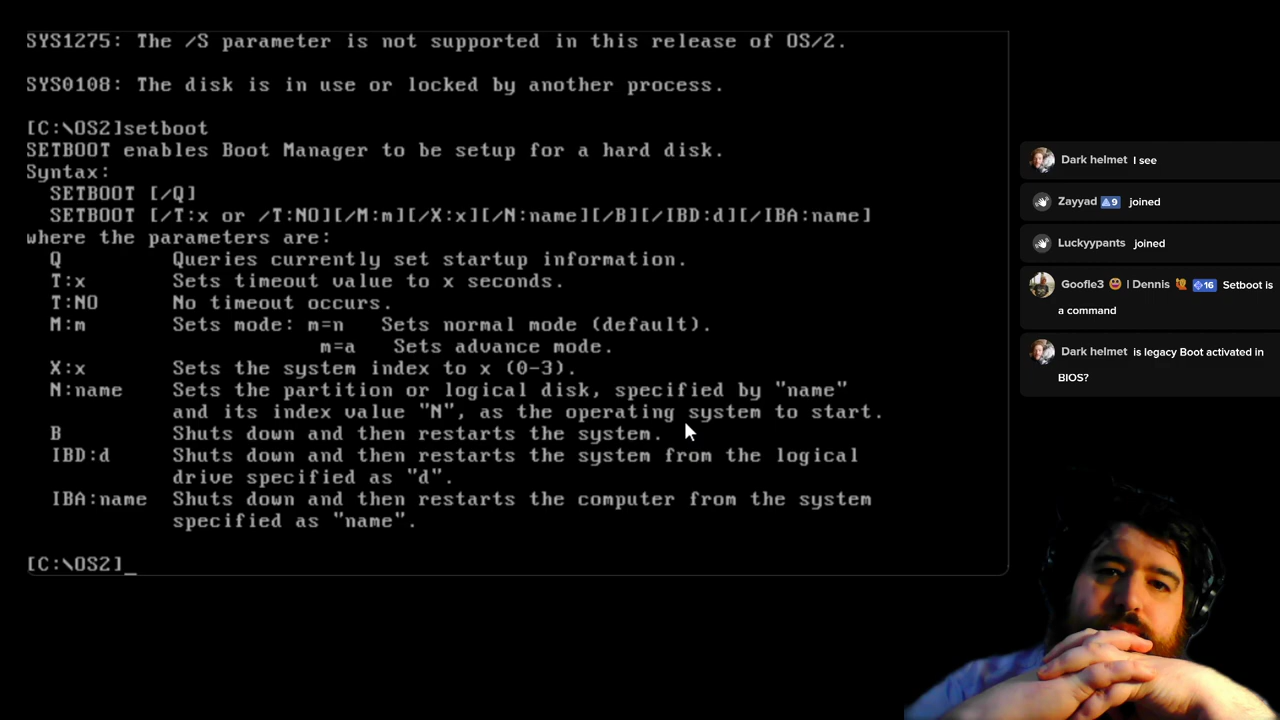 SYS1275: The /S parameter is not supported in this release of OS/2.
SYS0108: The disk is in use or locked by another process.
[C:\OS2]setboot
SETBOOT enables Boot Manager to be setup for a hard disk.
Syntax:
SETBOOT [/Q]
SETBOOT [/T:x or /T:NO][/M:m][/X:x][/N:name][/B][/IBD:d][/IBA:name]
where the parameters are:
Q Queries currently set startup information.
T:x Sets timeout value to x seconds.
T:NO No timeout occurs.
M:m Sets mode: m=n Sets normal mode (default).
m=a Sets advance mode.
X:x Sets the system index to x (0-3).
N:name Sets the partition or logical disk, specified by "name"
and its index value "N", as the operating system to start.
B Shuts down and then restarts the system.
IBD:d Shuts down and then restarts the system from the logical
drive specified as "d".
IBA:name Shuts down and then restarts the computer from the system
specified as "name".
[C:\OS2]_
Dark helmet I see
Zayyad 9 joined
Luckyypants joined
Goofle3 😃 | Dennis 16 Setboot is
a command
Dark helmet is legacy Boot activated in
BIOS?